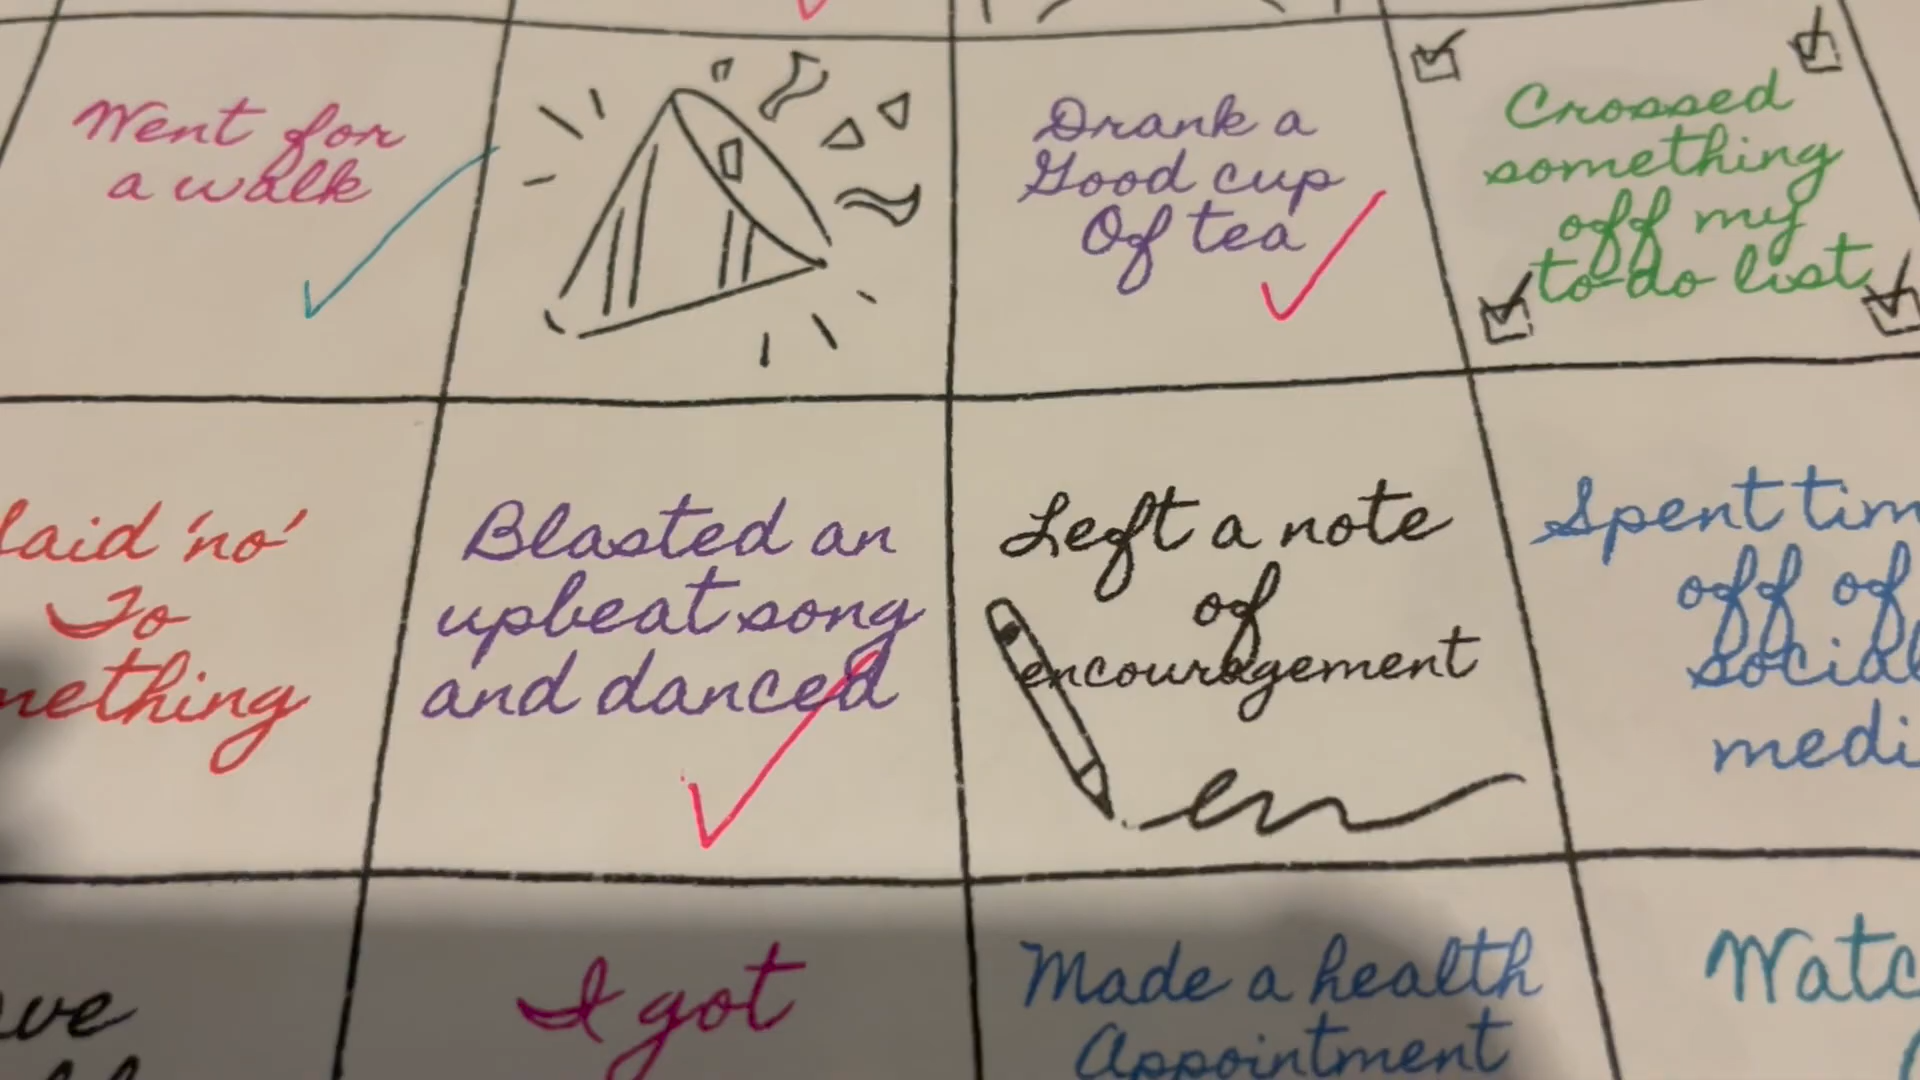 Went for
a walk
Drank a
Good cup
Of tea
Crossed
something
off my
to-do list
Said 'no'
To
mething
Blasted an
upbeat song
and danced
Left a note
of
encouragement
Spent tim
off of
Social
medi
ve
I got
Made a health
Appointment
Watc